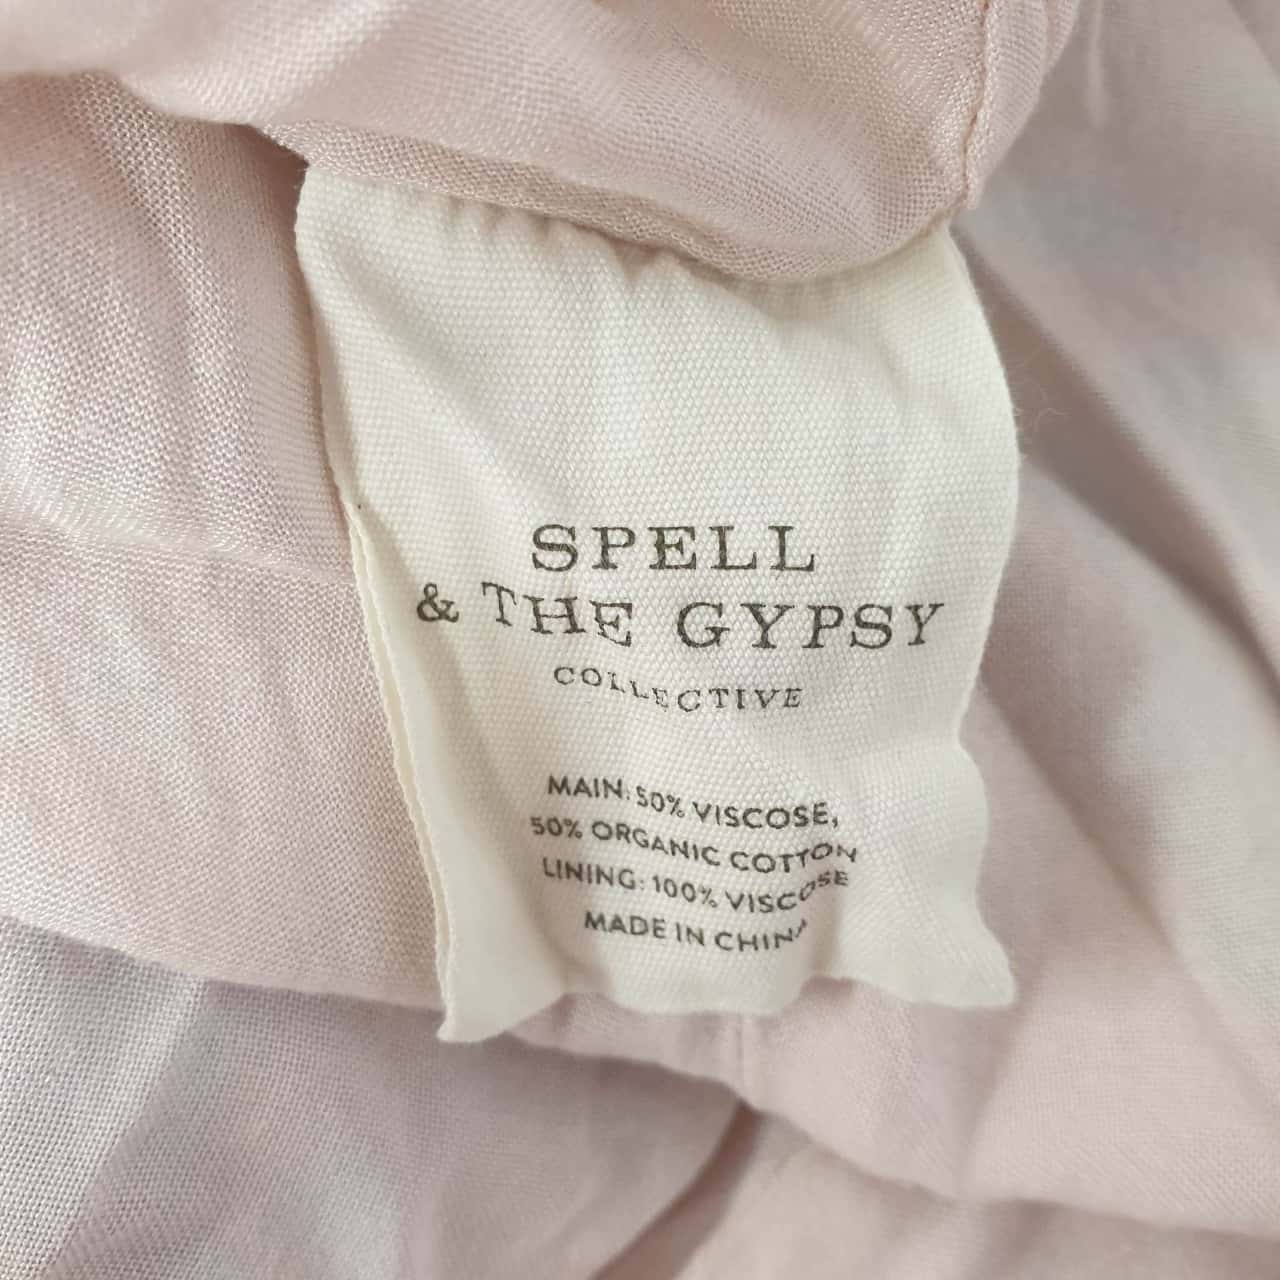 SPELL
& THE GYPSY
COLLECTIVE
MAIN: 50% VISCOSE,
50% ORGANIC COTTON
LINING: 100% VISCOSE
MADE IN CHINA